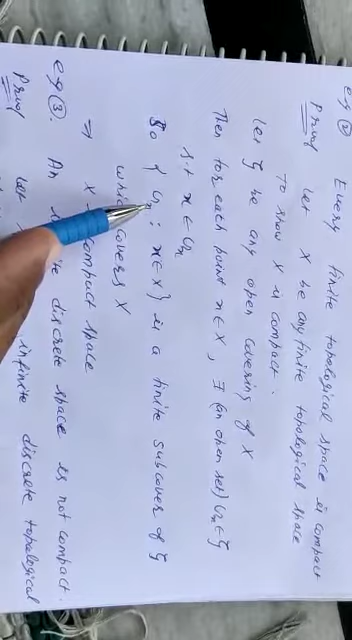 eg ②. Every finite topological space is compact
Proof Let X be any finite topological space
To show X is compact.
Let G be any open covering of X
Then for each point x ∈ X, ∃ (an open set) Gx ∈ G
s.t x ∈ Gx
So { Gx : x ∈ X } is a finite subcover of G
which covers X
⇒ X compact space
eg ③. An discrete space is not compact.
Proof Let infinite discrete topological